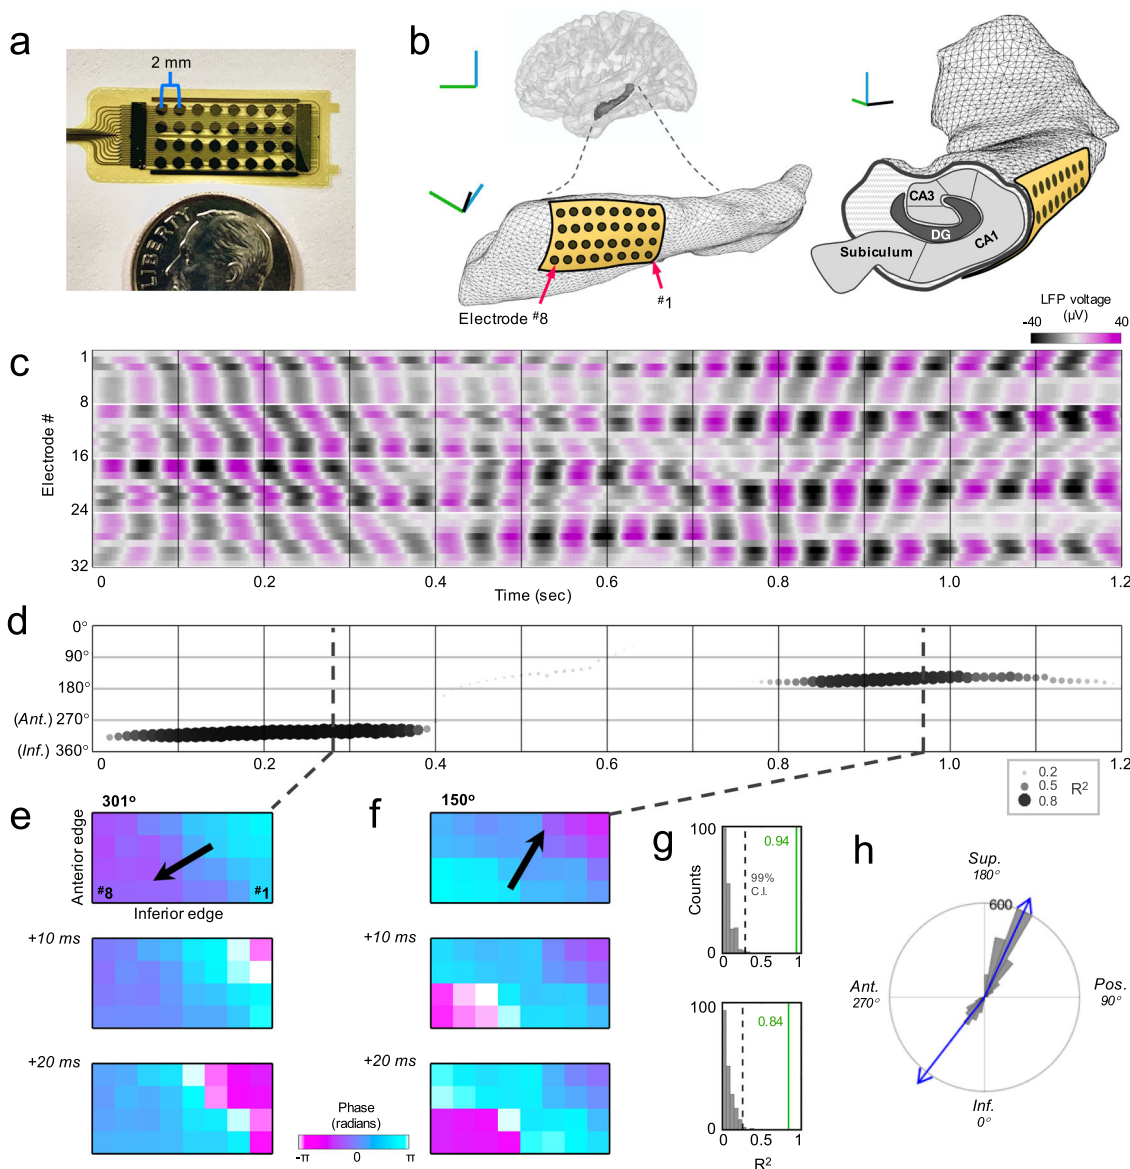 a
2 mm
LIBERTY
b
Electrode #8
#1
CA3
DG
CA1
Subiculum
LFP voltage
(µV)
-40
40
c
Electrode #
1
8
16
24
32
0
0.2
0.4
0.6
0.8
1.0
1.2
Time (sec)
d
0°
90°
180°
(Ant.) 270°
(Inf.) 360°
0
0.2
0.4
0.6
0.8
1.0
1.2
0.2
0.5
0.8
R²
e
301°
Anterior edge
#8
#1
Inferior edge
+10 ms
+20 ms
Phase
(radians)
-π
0
π
f
150°
+10 ms
+20 ms
g
100
0.94
99%
C.I.
Counts
0
0
0.5
1
100
0.84
0
0
0.5
1
R²
h
Sup.
180°
600
Ant.
270°
Pos.
90°
Inf.
0°